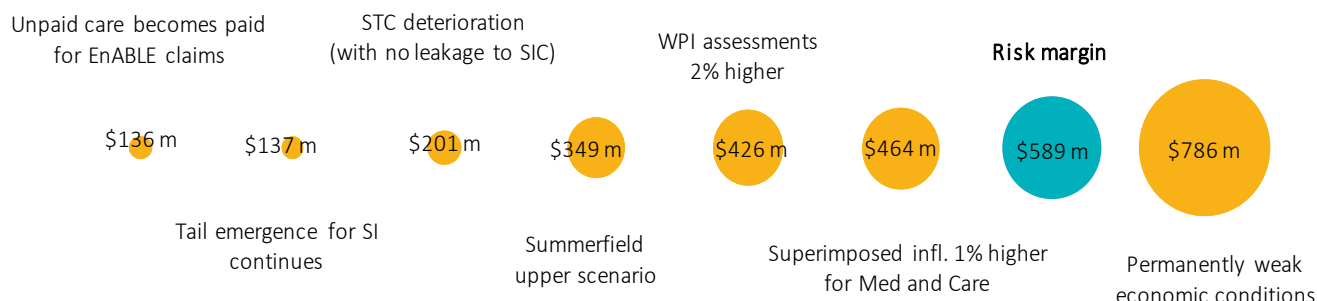 Unpaid care becomes paid
for EnABLE claims
STC deterioration
(with no leakage to SIC)
WPI assessments
2% higher
Risk margin
$136 m
$137 m
$201 m
$349 m
$426 m
$464 m
$589 m
$786 m
Tail emergence for SI
continues
Summerfield
upper scenario
Superimposed infl. 1% higher
for Med and Care
Permanently weak
economic conditions